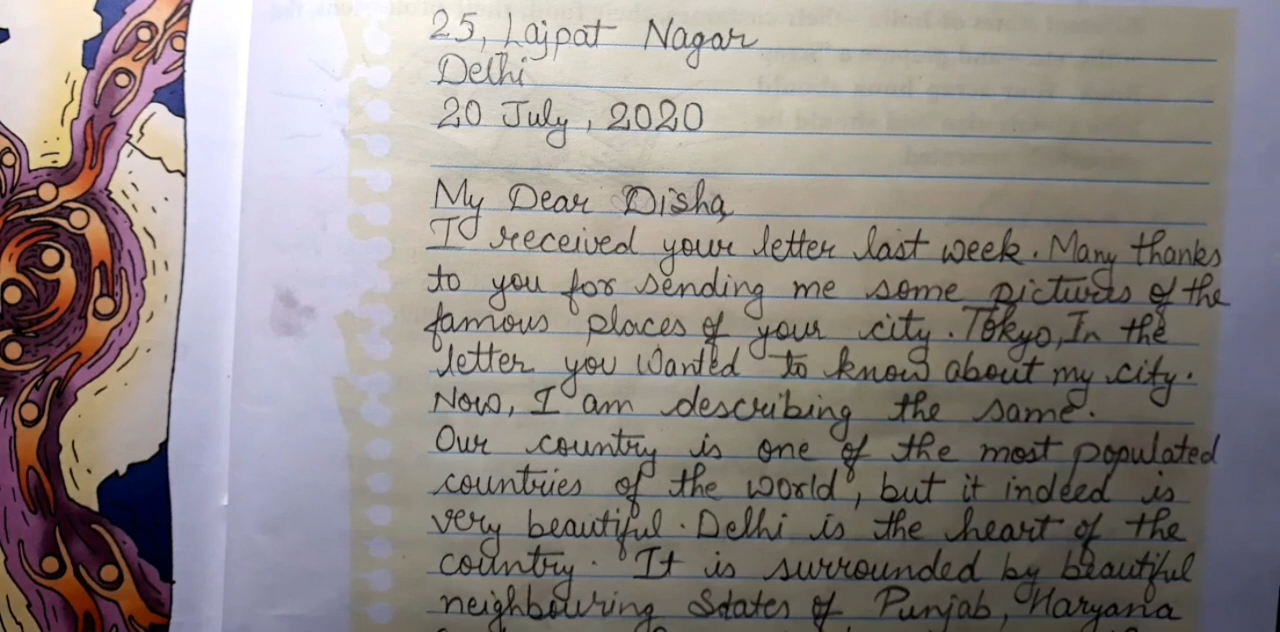 25, Lajpat Nagar
Delhi
20 July, 2020
My Dear Disha,
I received your letter last week. Many thanks
to you for sending me some pictures of the
famous places of your city. Tokyo, In the
letter you Wanted to know about my city.
Now, I am describing the same.
Our country is one of the most populated
countries of the world, but it indeed is
very beautiful. Delhi is the heart of the
country. It is surrounded by beautiful
neighbouring States of Punjab, Haryana